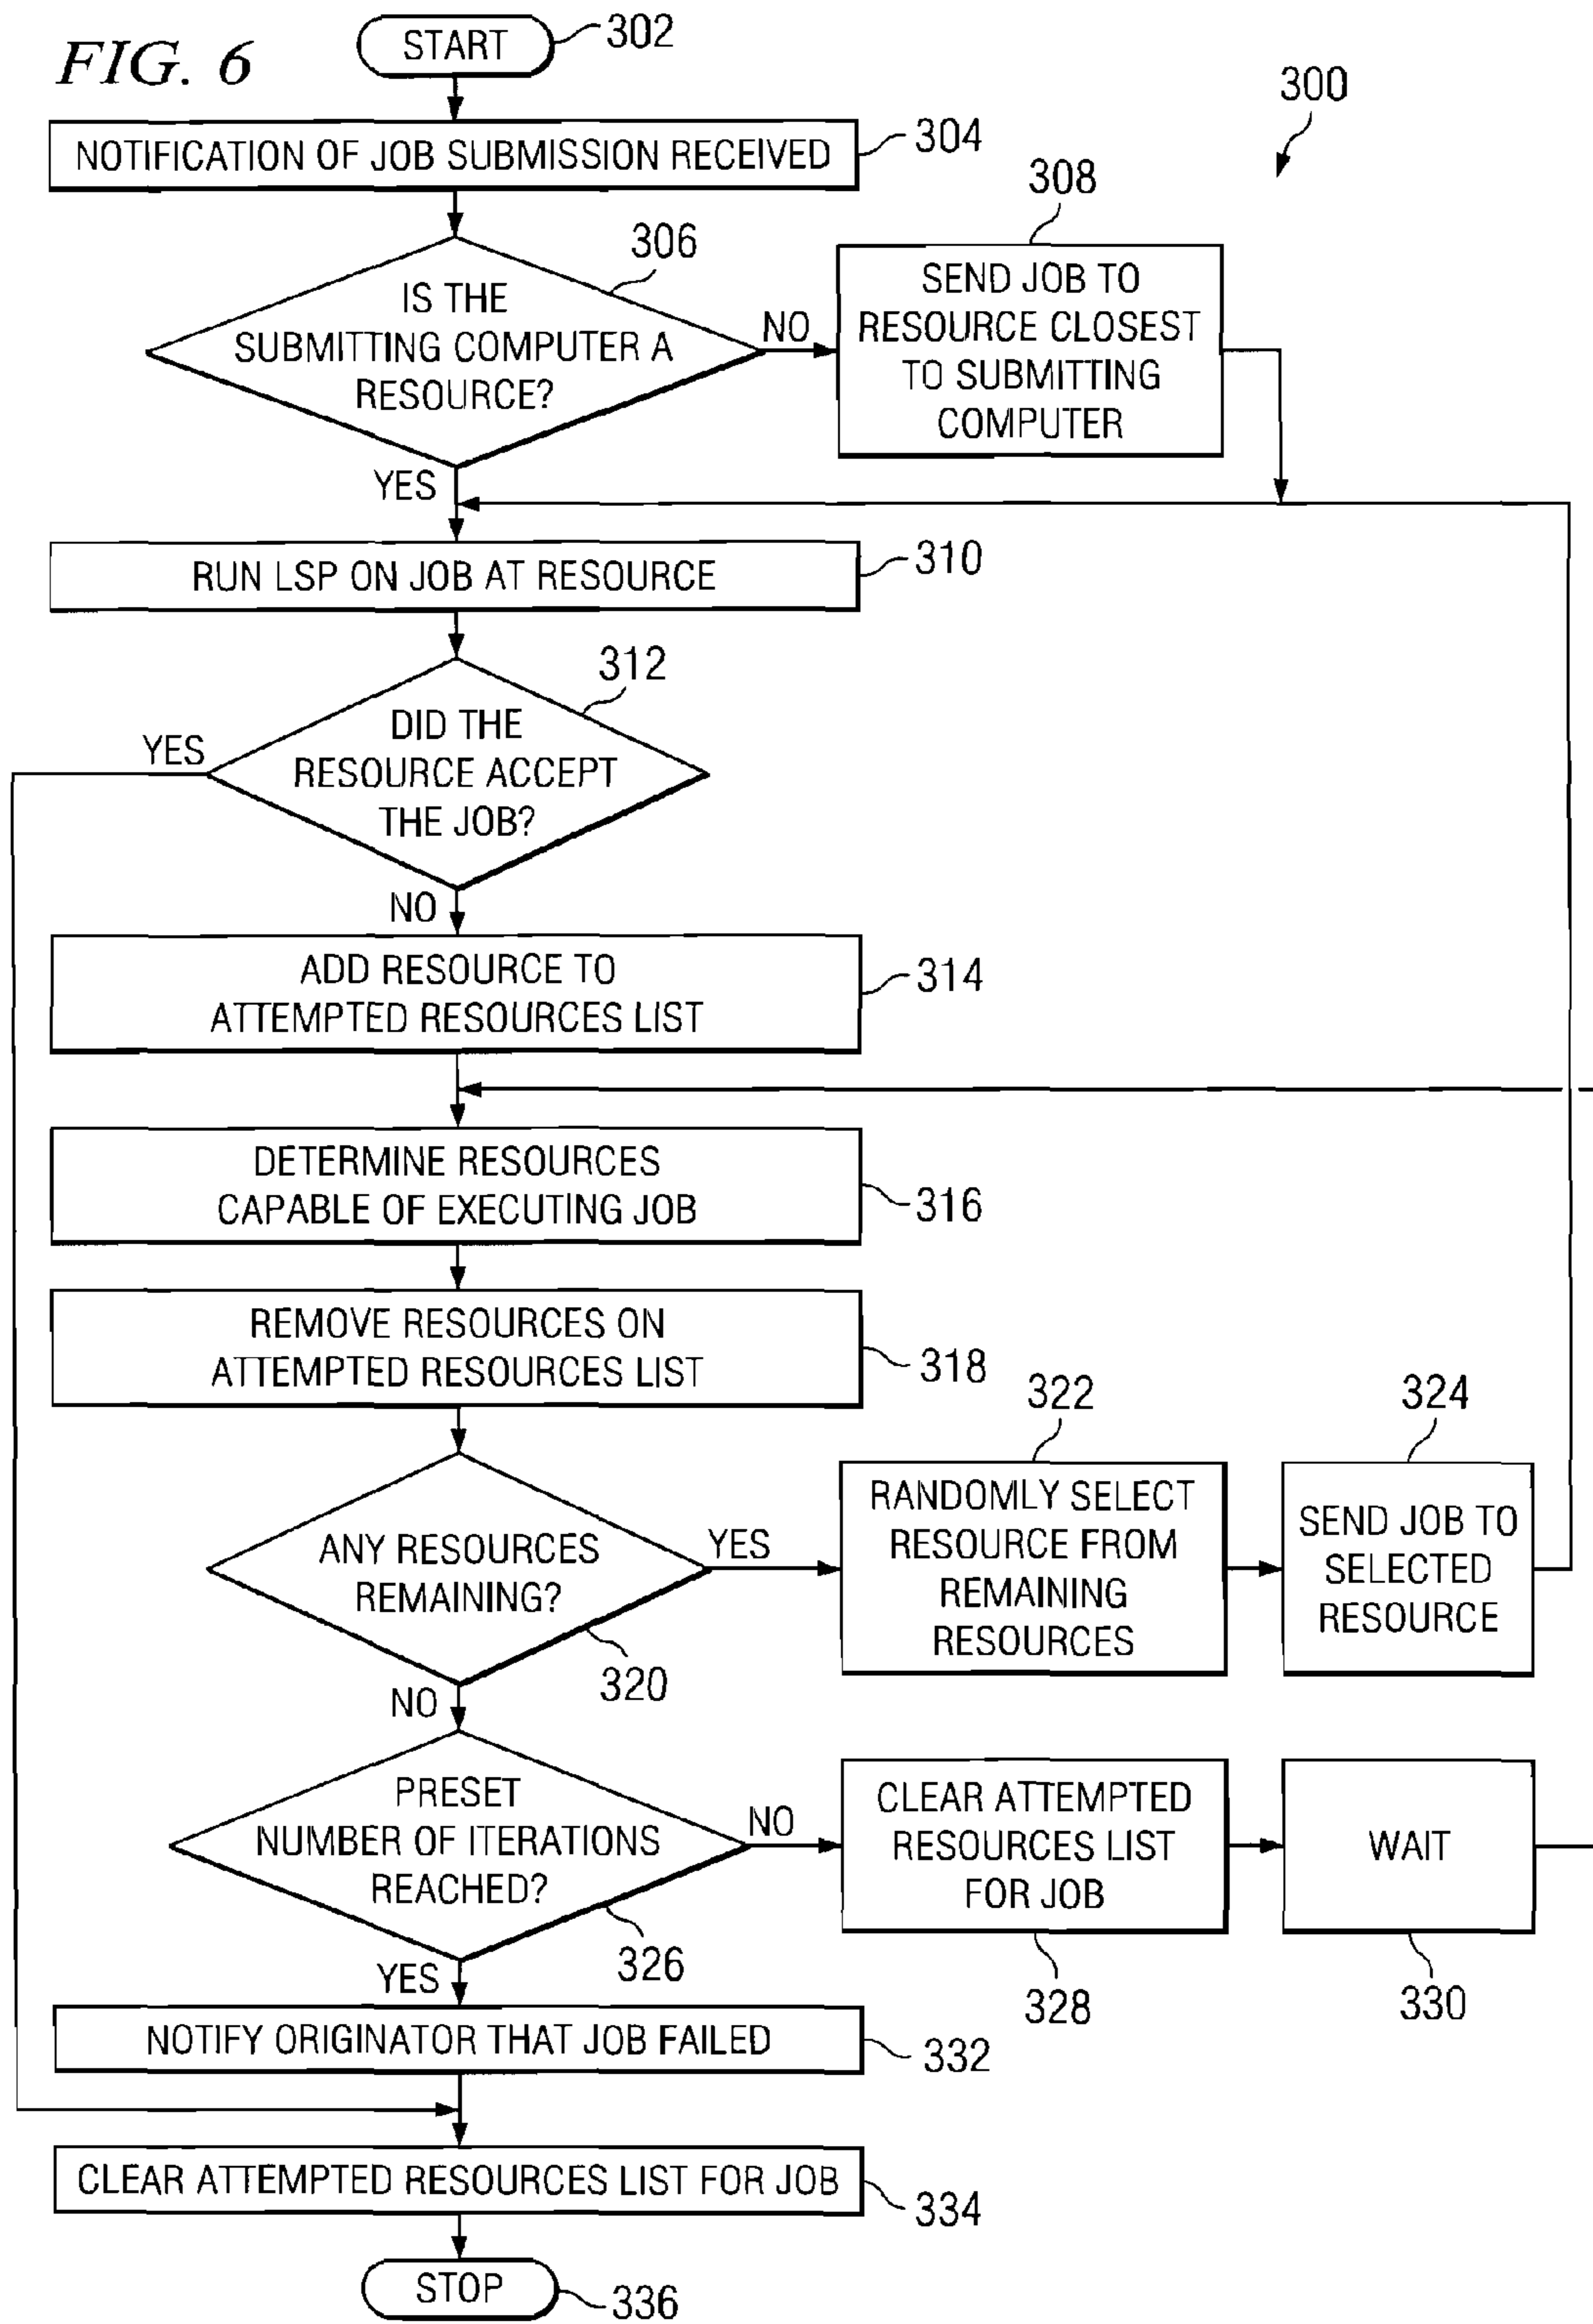 FIG. 6
START
302
300
NOTIFICATION OF JOB SUBMISSION RECEIVED
304
306
IS THE
SUBMITTING COMPUTER A
RESOURCE?
NO
308
SEND JOB TO
RESOURCE CLOSEST
TO SUBMITTING
COMPUTER
YES
RUN LSP ON JOB AT RESOURCE
310
312
DID THE
RESOURCE ACCEPT
THE JOB?
YES
NO
ADD RESOURCE TO
ATTEMPTED RESOURCES LIST
314
DETERMINE RESOURCES
CAPABLE OF EXECUTING JOB
316
REMOVE RESOURCES ON
ATTEMPTED RESOURCES LIST
318
ANY RESOURCES
REMAINING?
320
YES
322
RANDOMLY SELECT
RESOURCE FROM
REMAINING
RESOURCES
324
SEND JOB TO
SELECTED
RESOURCE
NO
PRESET
NUMBER OF ITERATIONS
REACHED?
326
NO
CLEAR ATTEMPTED
RESOURCES LIST
FOR JOB
328
WAIT
330
YES
NOTIFY ORIGINATOR THAT JOB FAILED
332
CLEAR ATTEMPTED RESOURCES LIST FOR JOB
334
STOP
336